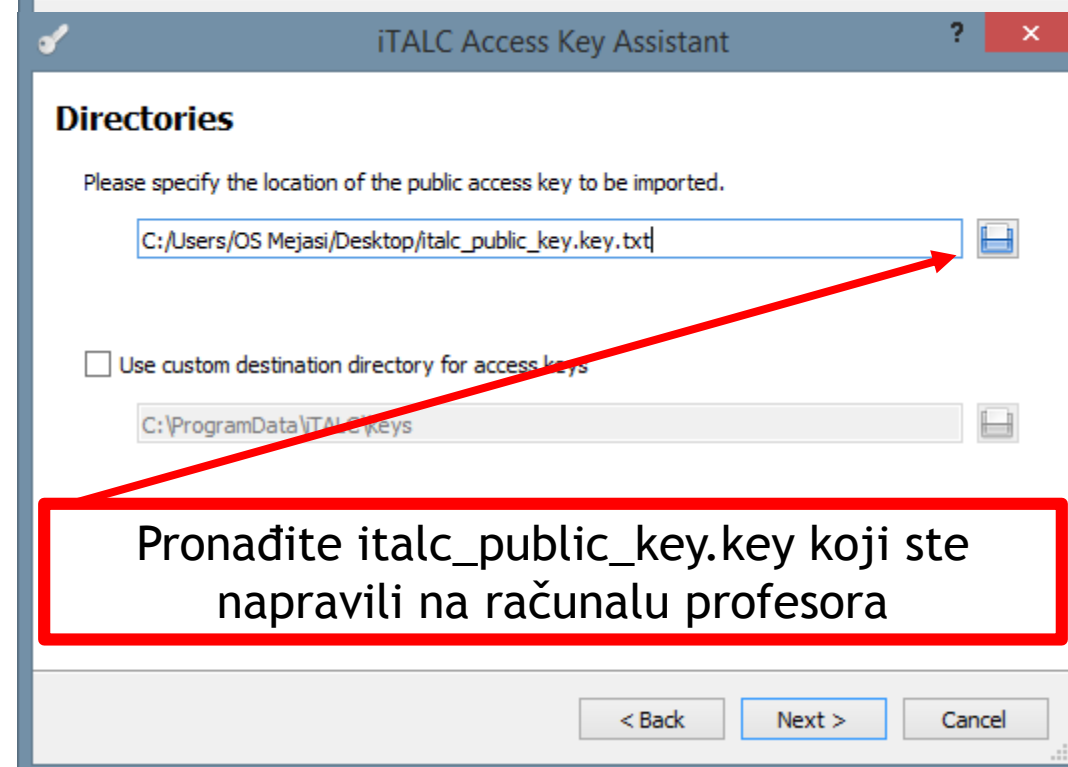 iTALC Access Key Assistant ? ×
Directories
Please specify the location of the public access key to be imported.
C:/Users/OS Mejasi/Desktop/italc_public_key.key.txt
Use custom destination directory for access keys
C:\ProgramData\iTALC\keys
Pronađite italc_public_key.key koji ste
napravili na računalu profesora
< Back Next > Cancel